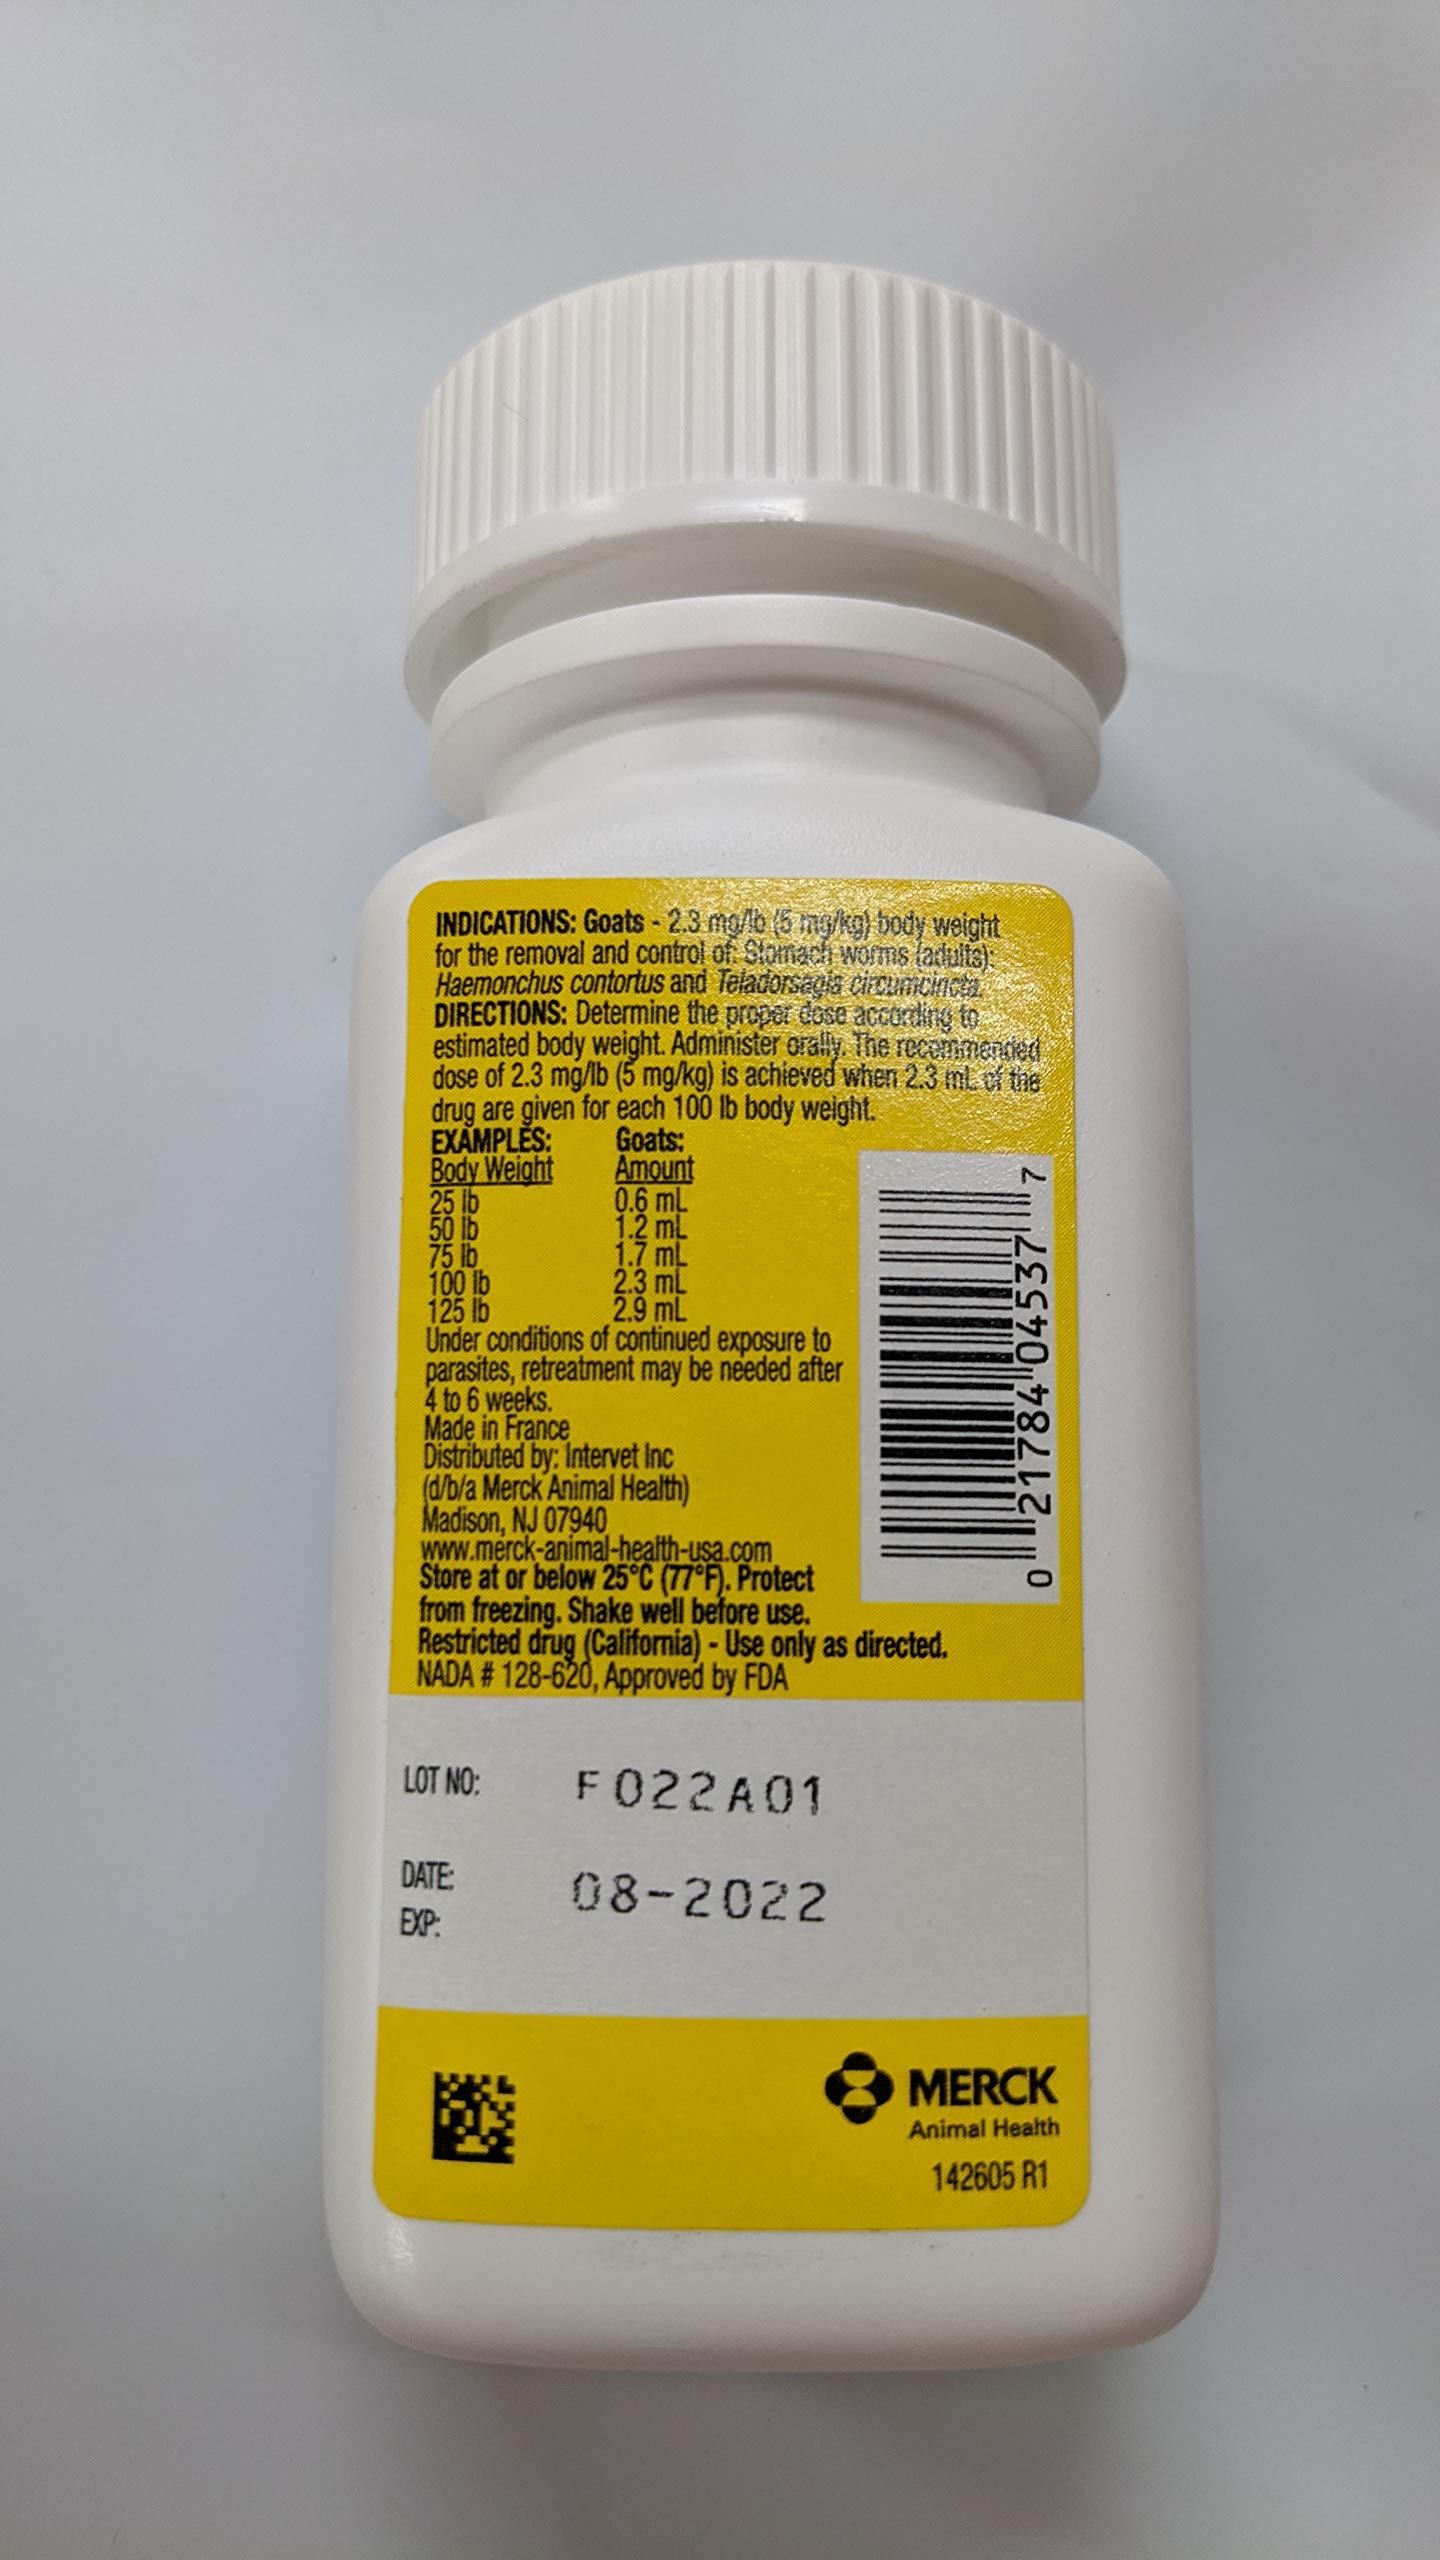 INDICATIONS: Goats - 2.3 mg/lb (5 mg/kg) body weight
for the removal and control of: Stomach worms (adults):
Haemonchus contortus and Teladorsagia circumcincta.
DIRECTIONS: Determine the proper dose according to
estimated body weight. Administer orally. The recommended
dose of 2.3 mg/lb (5 mg/kg) is achieved when 2.3 mL of the
drug are given for each 100 lb body weight.
EXAMPLES: Goats:
Body Weight Amount
25 lb 0.6 mL
50 lb 1.2 mL
75 lb 1.7 mL
100 lb 2.3 mL
125 lb 2.9 mL
Under conditions of continued exposure to
parasites, retreatment may be needed after
4 to 6 weeks.
Made in France
Distributed by: Intervet Inc
(d/b/a Merck Animal Health)
Madison, NJ 07940
www.merck-animal-health-usa.com
Store at or below 25°C (77°F). Protect
from freezing. Shake well before use.
Restricted drug (California) - Use only as directed.
NADA # 128-620, Approved by FDA
0 21784 04537 7
LOT NO: F022A01
DATE: 08-2022
EXP:
MERCK
Animal Health
142605 R1